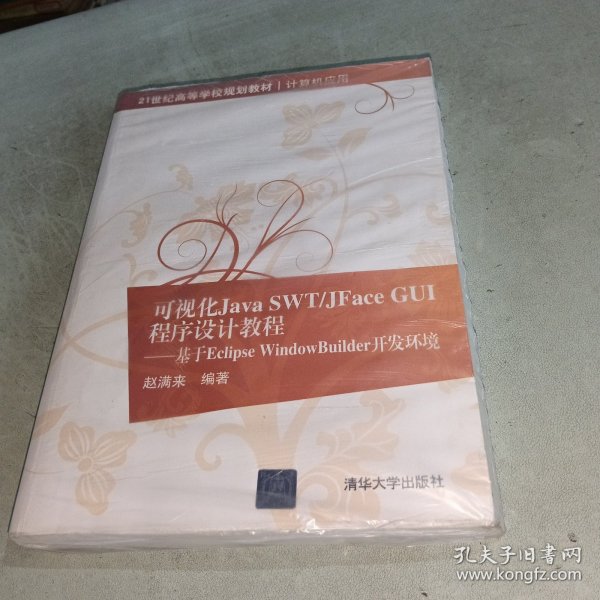 21世纪高等学校规划教材 | 计算机应用
可视化Java SWT/JFace GUI
程序设计教程
——基于Eclipse WindowBuilder开发环境
赵满来 编著
清华大学出版社
孔夫子旧书网
www.kongfz.com